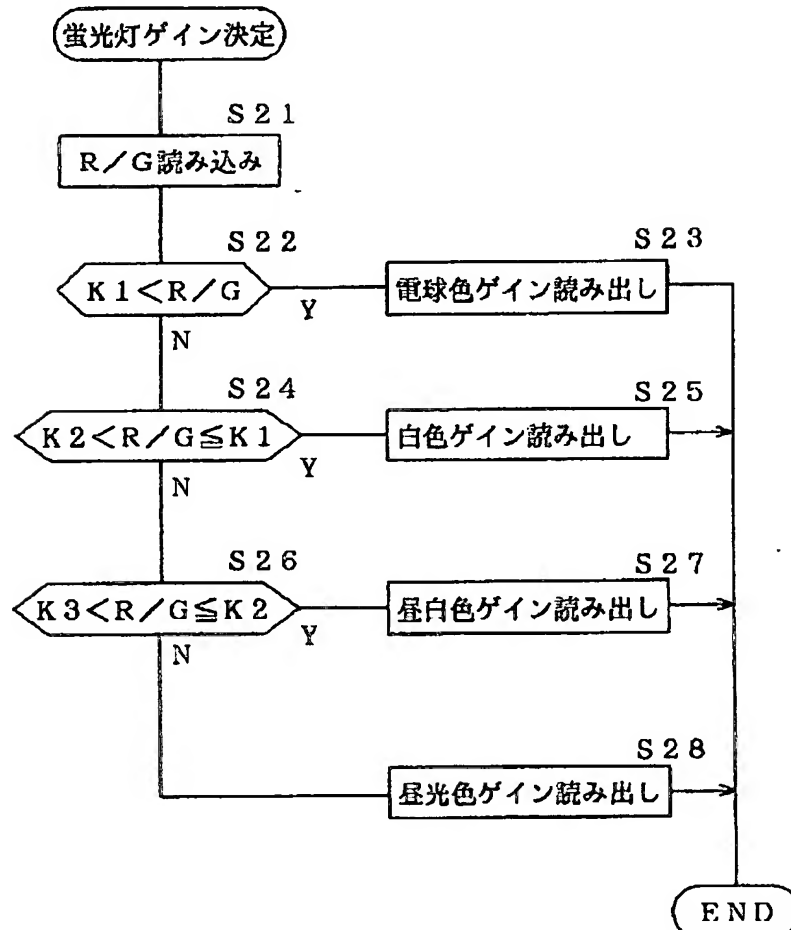 蛍光灯ゲイン決定
S21
R／G読み込み
S22
K1＜R／G
Y
N
S23
電球色ゲイン読み出し
S24
K2＜R／G≦K1
Y
N
S25
白色ゲイン読み出し
S26
K3＜R／G≦K2
Y
N
S27
昼白色ゲイン読み出し
S28
昼光色ゲイン読み出し
END